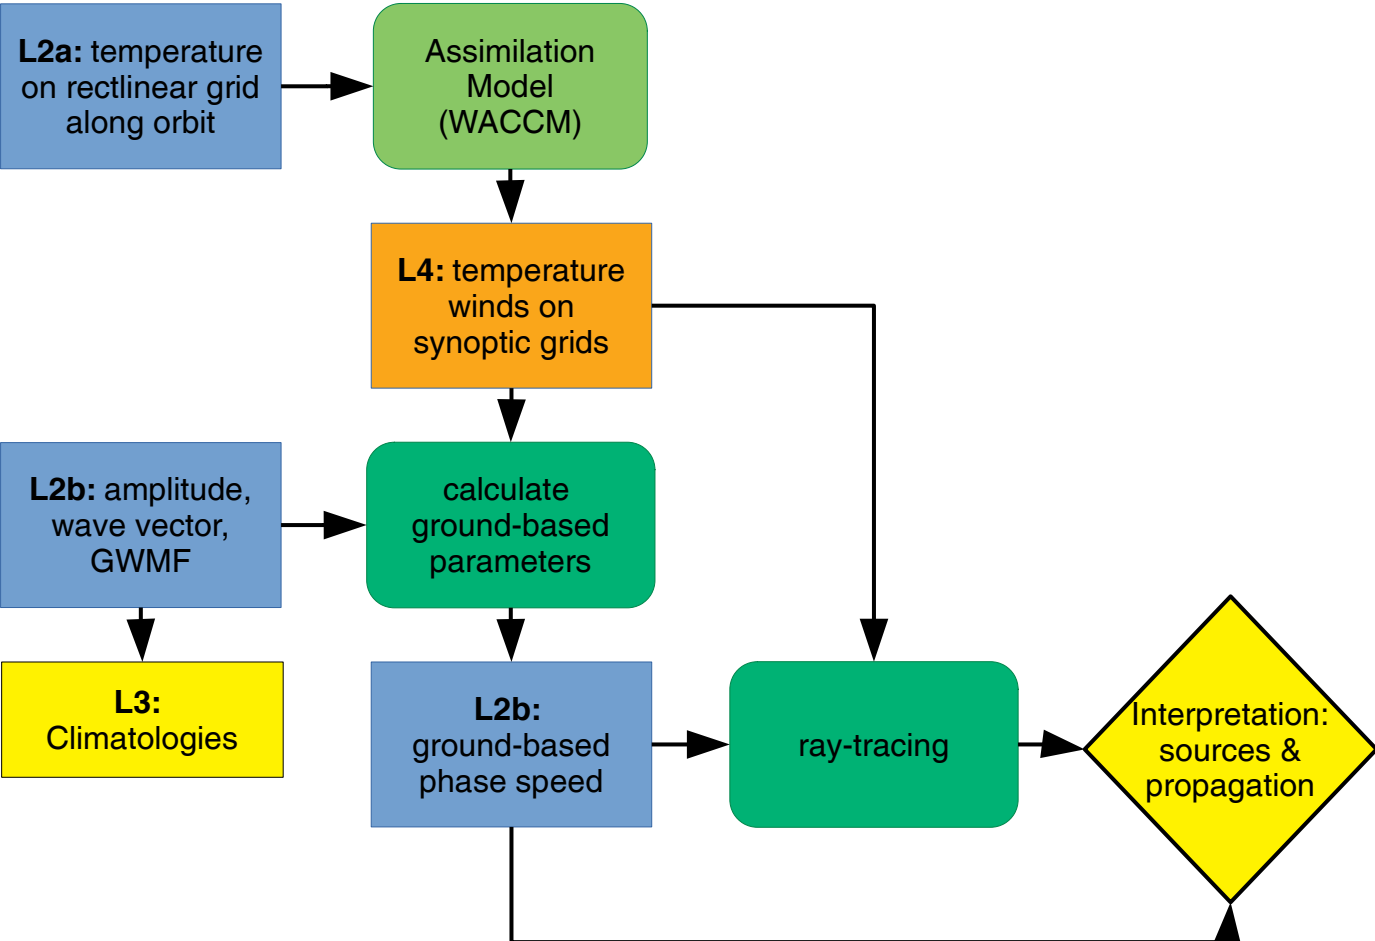 L2a: temperature
on rectlinear grid
along orbit
Assimilation
Model
(WACCM)
L4: temperature
winds on
synoptic grids
L2b: amplitude,
wave vector,
GWMF
calculate
ground-based
parameters
L3:
Climatologies
L2b:
ground-based
phase speed
ray-tracing
Interpretation:
sources &
propagation